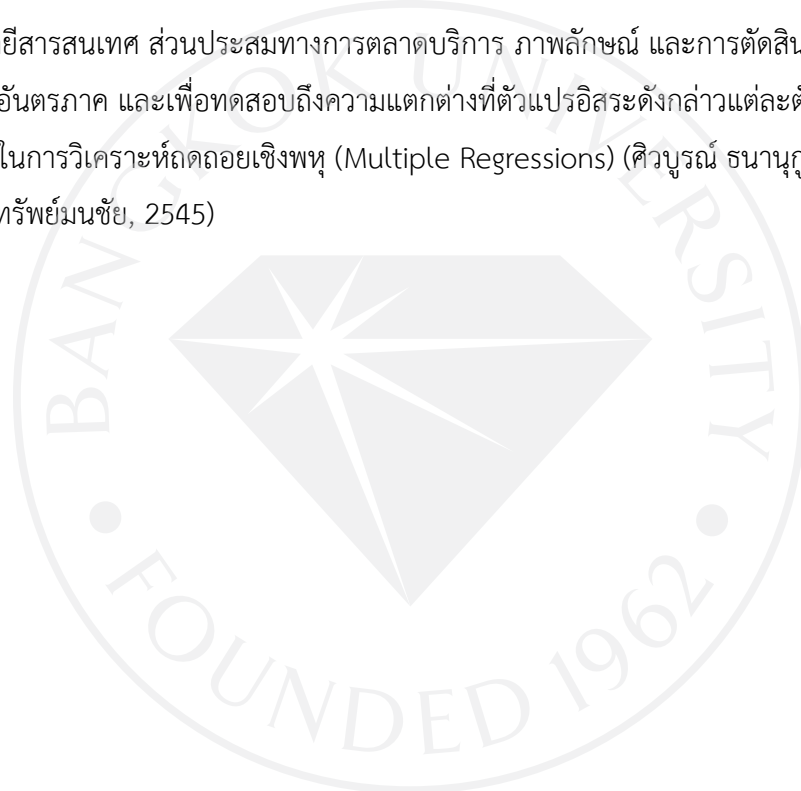 ยีสารสนเทศ ส่วนประสมทางการตลาดบริการ ภาพลักษณ์ และการตัดสิน
อันตรภาค และเพื่อทดสอบถึงความแตกต่างที่ตัวแปรอิสระดังกล่าวแต่ละตั
ในการวิเคราะห์ถดถอยเชิงพหุ (Multiple Regressions) (ศิวบูรณ์ ธนานุกู
ทรัพย์มนชัย, 2545)
BANGKOK UNIVERSITY
FOUNDED 1962